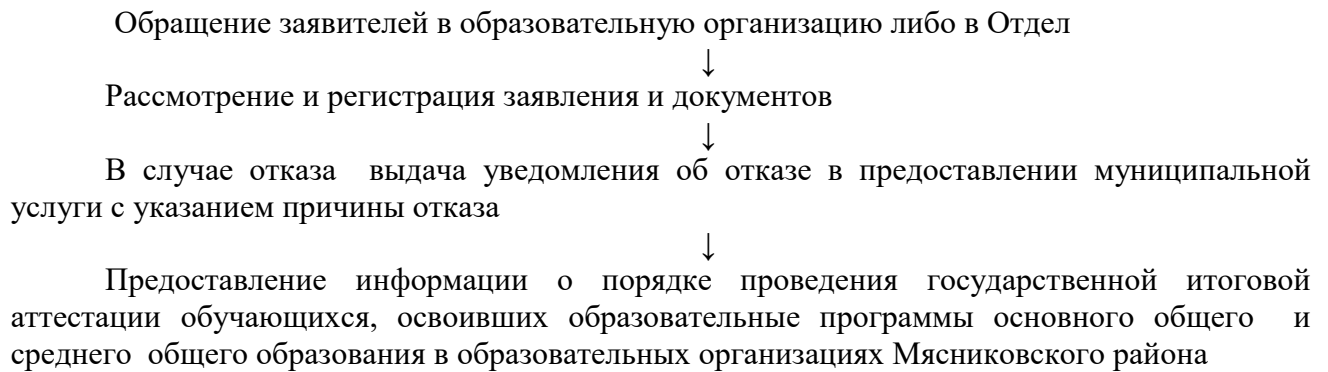 Обращение заявителей в образовательную организацию либо в Отдел
↓
Рассмотрение и регистрация заявления и документов
↓
В случае отказа выдача уведомления об отказе в предоставлении муниципальной
услуги с указанием причины отказа
↓
Предоставление информации о порядке проведения государственной итоговой
аттестации обучающихся, освоивших образовательные программы основного общего и
среднего общего образования в образовательных организациях Мясниковского района